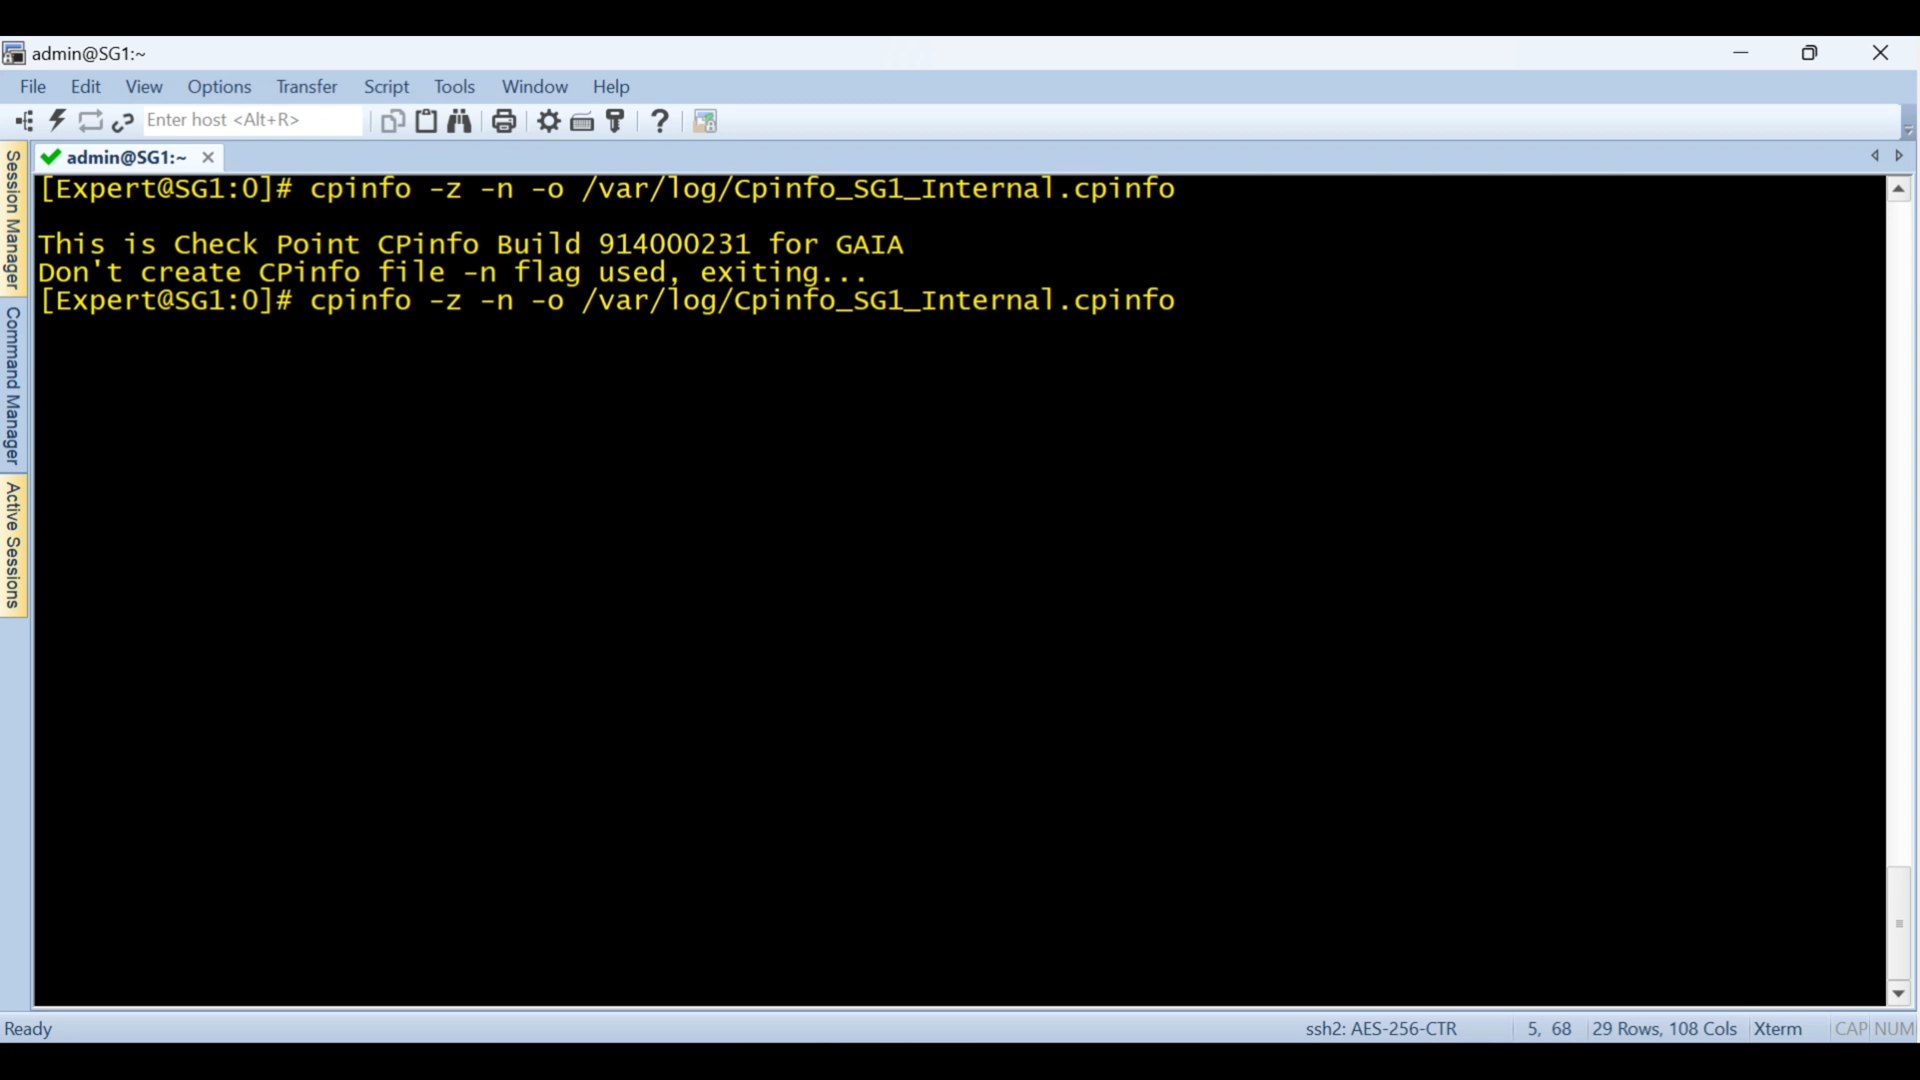 admin@SG1:~
File Edit View Options Transfer Script Tools Window Help
Enter host <Alt+R>
admin@SG1:~
Session Manager
Command Manager
Active Sessions
[Expert@SG1:0]# cpinfo -z -n -o /var/log/Cpinfo_SG1_Internal.cpinfo
This is Check Point CPinfo Build 914000231 for GAIA
Don't create CPinfo file -n flag used, exiting...
[Expert@SG1:0]# cpinfo -z -n -o /var/log/Cpinfo_SG1_Internal.cpinfo
Ready ssh2: AES-256-CTR 5, 68 29 Rows, 108 Cols Xterm CAP NUM